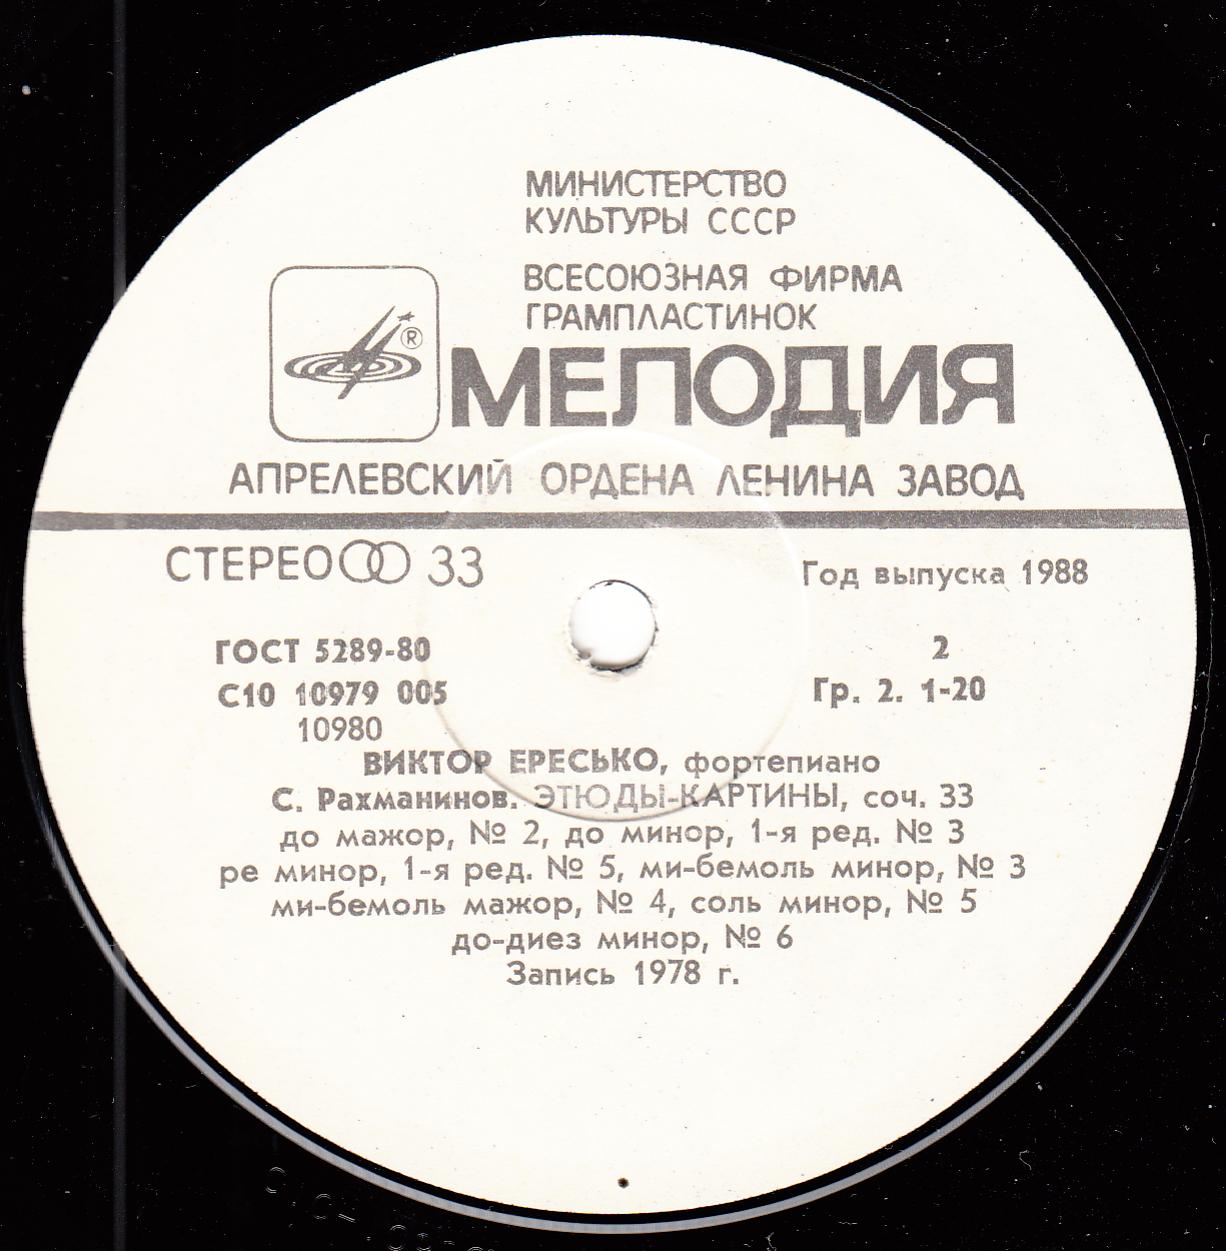 МИНИСТЕРСТВО
КУЛЬТУРЫ СССР
ВСЕСОЮЗНАЯ ФИРМА
ГРАМПЛАСТИНОК
®
МЕЛОДИЯ
АПРЕЛЕВСКИЙ ОРДЕНА ЛЕНИНА ЗАВОД
СТЕРЕО 33
Год выпуска 1988
ГОСТ 5289-80
2
С10 10979 005
Гр. 2. 1-20
10980
ВИКТОР ЕРЕСЬКО, фортепиано
С. Рахманинов. ЭТЮДЫ-КАРТИНЫ, соч. 33
до мажор, № 2, до минор, 1-я ред. № 3
ре минор, 1-я ред. № 5, ми-бемоль минор, № 3
ми-бемоль мажор, № 4, соль минор, № 5
до-диез минор, № 6
Запись 1978 г.